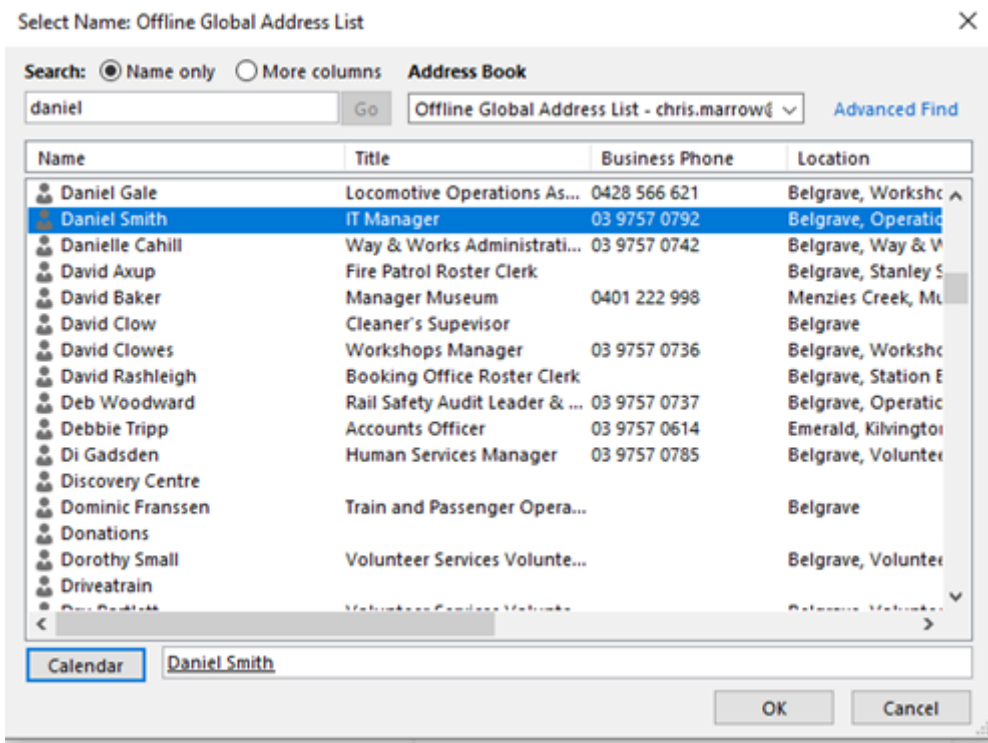 Select Name: Offline Global Address List
Search: Name only More columns Address Book
daniel Go Offline Global Address List - chris.marrow@ Advanced Find
Name Title Business Phone Location
Daniel Gale Locomotive Operations As... 0428 566 621 Belgrave, Workshc
Daniel Smith IT Manager 03 9757 0792 Belgrave, Operatic
Danielle Cahill Way & Works Administrati... 03 9757 0742 Belgrave, Way & W
David Axup Fire Patrol Roster Clerk Belgrave, Stanley S
David Baker Manager Museum 0401 222 998 Menzies Creek, Mu
David Clow Cleaner's Supevisor Belgrave
David Clowes Workshops Manager 03 9757 0736 Belgrave, Workshc
David Rashleigh Booking Office Roster Clerk Belgrave, Station E
Deb Woodward Rail Safety Audit Leader & ... 03 9757 0737 Belgrave, Operatic
Debbie Tripp Accounts Officer 03 9757 0614 Emerald, Kilvingto
Di Gadsden Human Services Manager 03 9757 0785 Belgrave, Voluntee
Discovery Centre
Dominic Franssen Train and Passenger Opera... Belgrave
Donations
Dorothy Small Volunteer Services Volunte... Belgrave, Voluntee
Driveatrain
Calendar Daniel Smith
OK Cancel